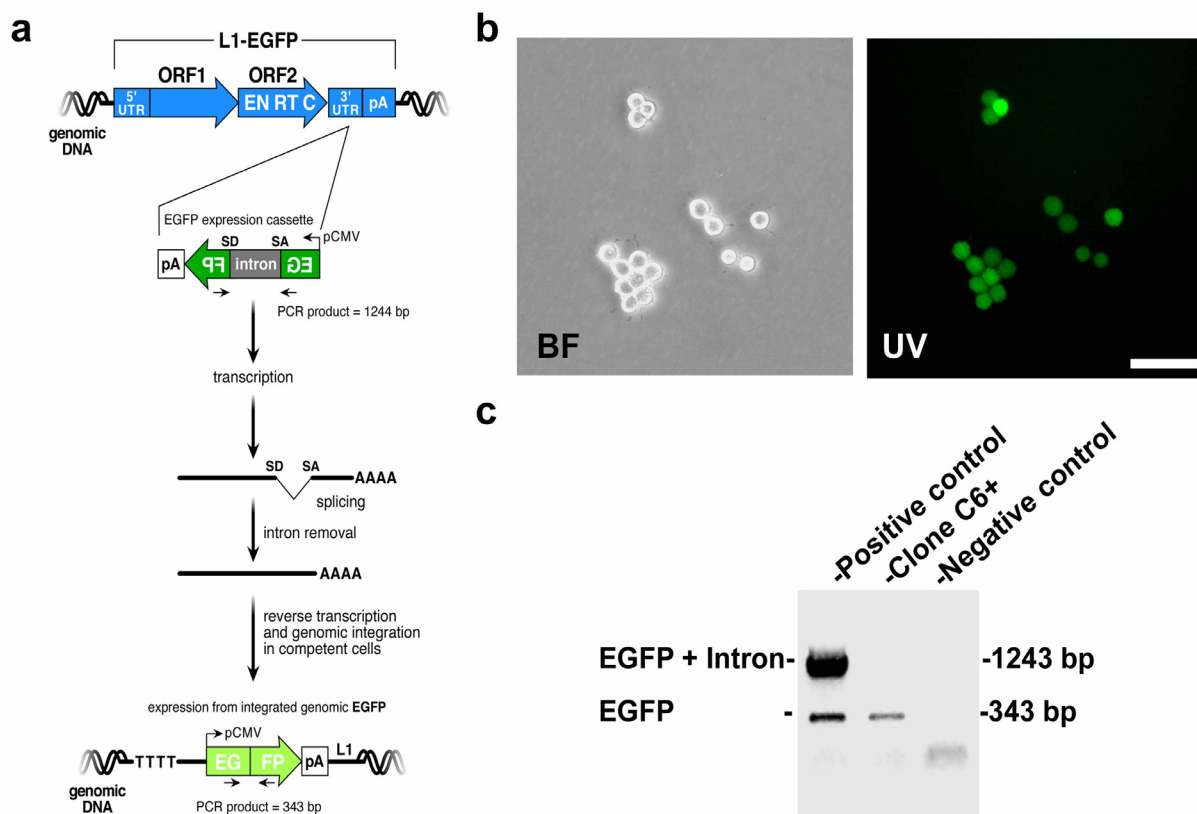 a
L1-EGFP
ORF1
ORF2
5'
UTR
EN RT C
3'
UTR
pA
genomic
DNA
EGFP expression cassette
SD
SA
pCMV
pA
FP
intron
EG
PCR product = 1244 bp
transcription
SD
SA
AAAA
splicing
intron removal
AAAA
reverse transcription
and genomic integration
in competent cells
expression from integrated genomic EGFP
pCMV
TTTT
EG
FP
pA
L1
genomic
DNA
PCR product = 343 bp
b
BF
UV
c
-Positive control
-Clone C6+
-Negative control
EGFP + Intron-
-1243 bp
EGFP -
-343 bp